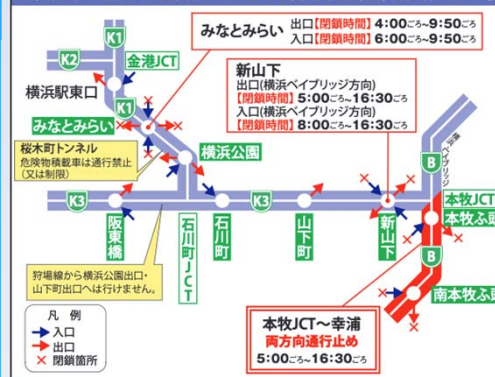 みなとみらい 出口【閉鎖時間】4:00ごろ~9:50ごろ
入口【閉鎖時間】6:00ごろ~9:50ごろ
K1
K2
金港JCT
横浜駅東口
K1
みなとみらい
新山下
出口(横浜ベイブリッジ方向)
【閉鎖時間】5:00ごろ~16:30ごろ
入口(横浜ベイブリッジ方向)
【閉鎖時間】8:00ごろ~16:30ごろ
桜木町トンネル
危険物積載車は通行禁止
(又は制限)
横浜公園
横浜ベイブリッジ
B
K3
K3
阪東橋
石川町JCT
石川町
山下町
新山下
本牧JCT
本牧ふ頭
B
南本牧ふ
狩場線から横浜公園出口・
山下町出口へは行けません。
凡例
入口
出口
閉鎖箇所
本牧JCT~幸浦
両方向通行止め
5:00ごろ~16:30ごろ